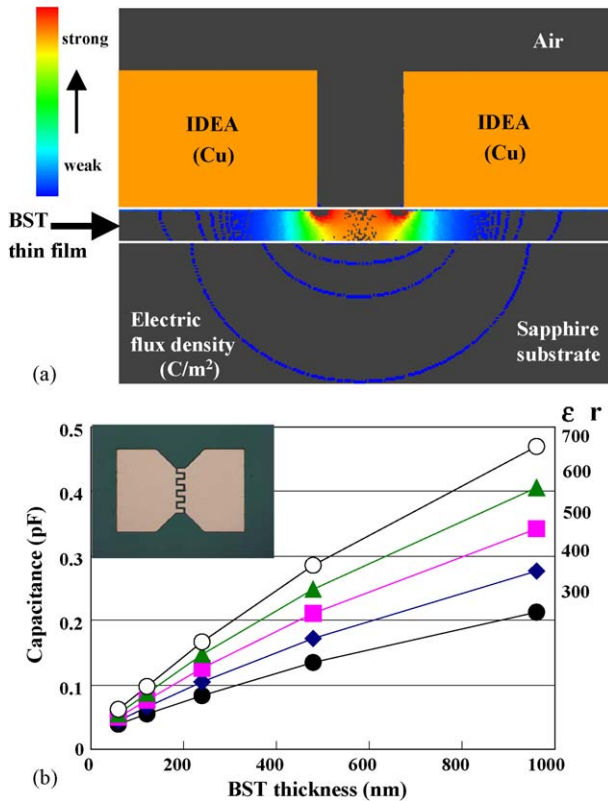 strong
Air
IDEA
(Cu)
IDEA
(Cu)
weak
BST
thin film
Electric
flux density
(C/m²)
Sapphire
substrate
(a)
ε r
0.5
700
600
0.4
500
400
0.3
300
0.2
0.1
0
Capacitance (pF)
0
200
400
600
800
1000
BST thickness (nm)
(b)